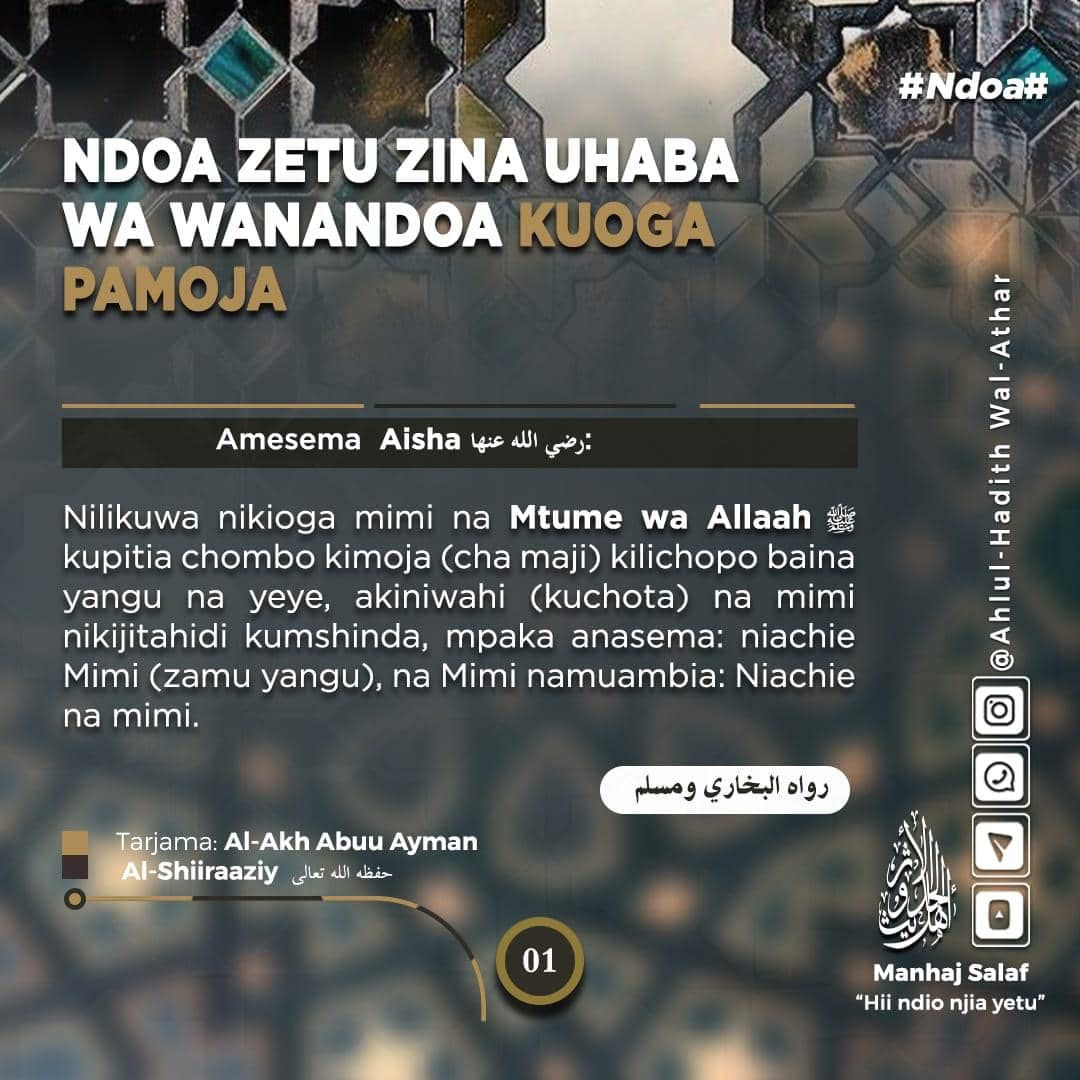 #Ndoa#
NDOA ZETU ZINA UHABA
WA WANANDOA KUOGA
PAMOJA
Amesema Aisha رضي الله عنها:
Nilikuwa nikioga mimi na Mtume wa Allaah ﷺ
kupitia chombo kimoja (cha maji) kilichopo baina
yangu na yeye, akiniwahi (kuchota) na mimi
nikijitahidi kumshinda, mpaka anasema: niachie
Mimi (zamu yangu), na Mimi namuambia: Niachie
na mimi.
رواه البخاري ومسلم
Tarjama: Al-Akh Abuu Ayman
Al-Shiiraaziy حفظه الله تعالى
01
@Ahlul-Hadith Wal-Athar
أهل الحديث والأثر
Manhaj Salaf
“Hii ndio njia yetu”